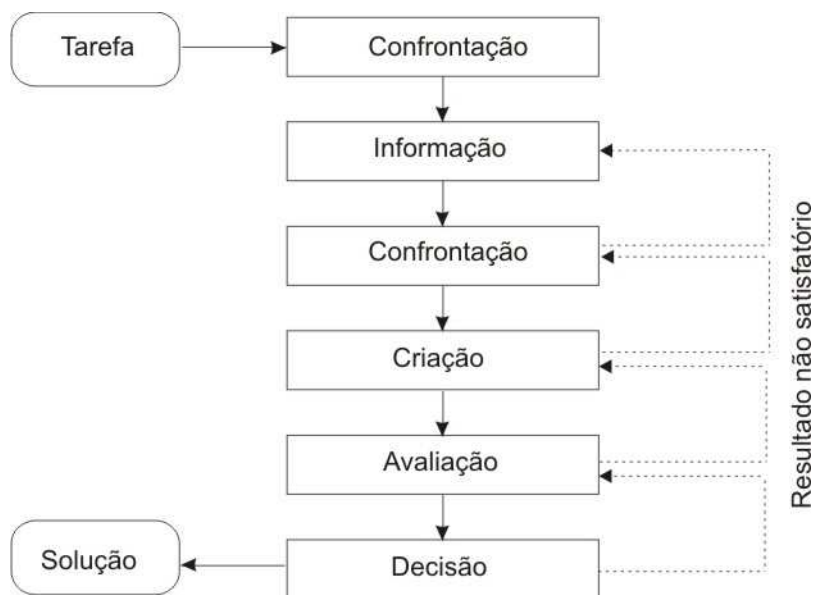 Tarefa
Confrontação
Informação
Confrontação
Criação
Avaliação
Decisão
Solução
Resultado não satisfatório